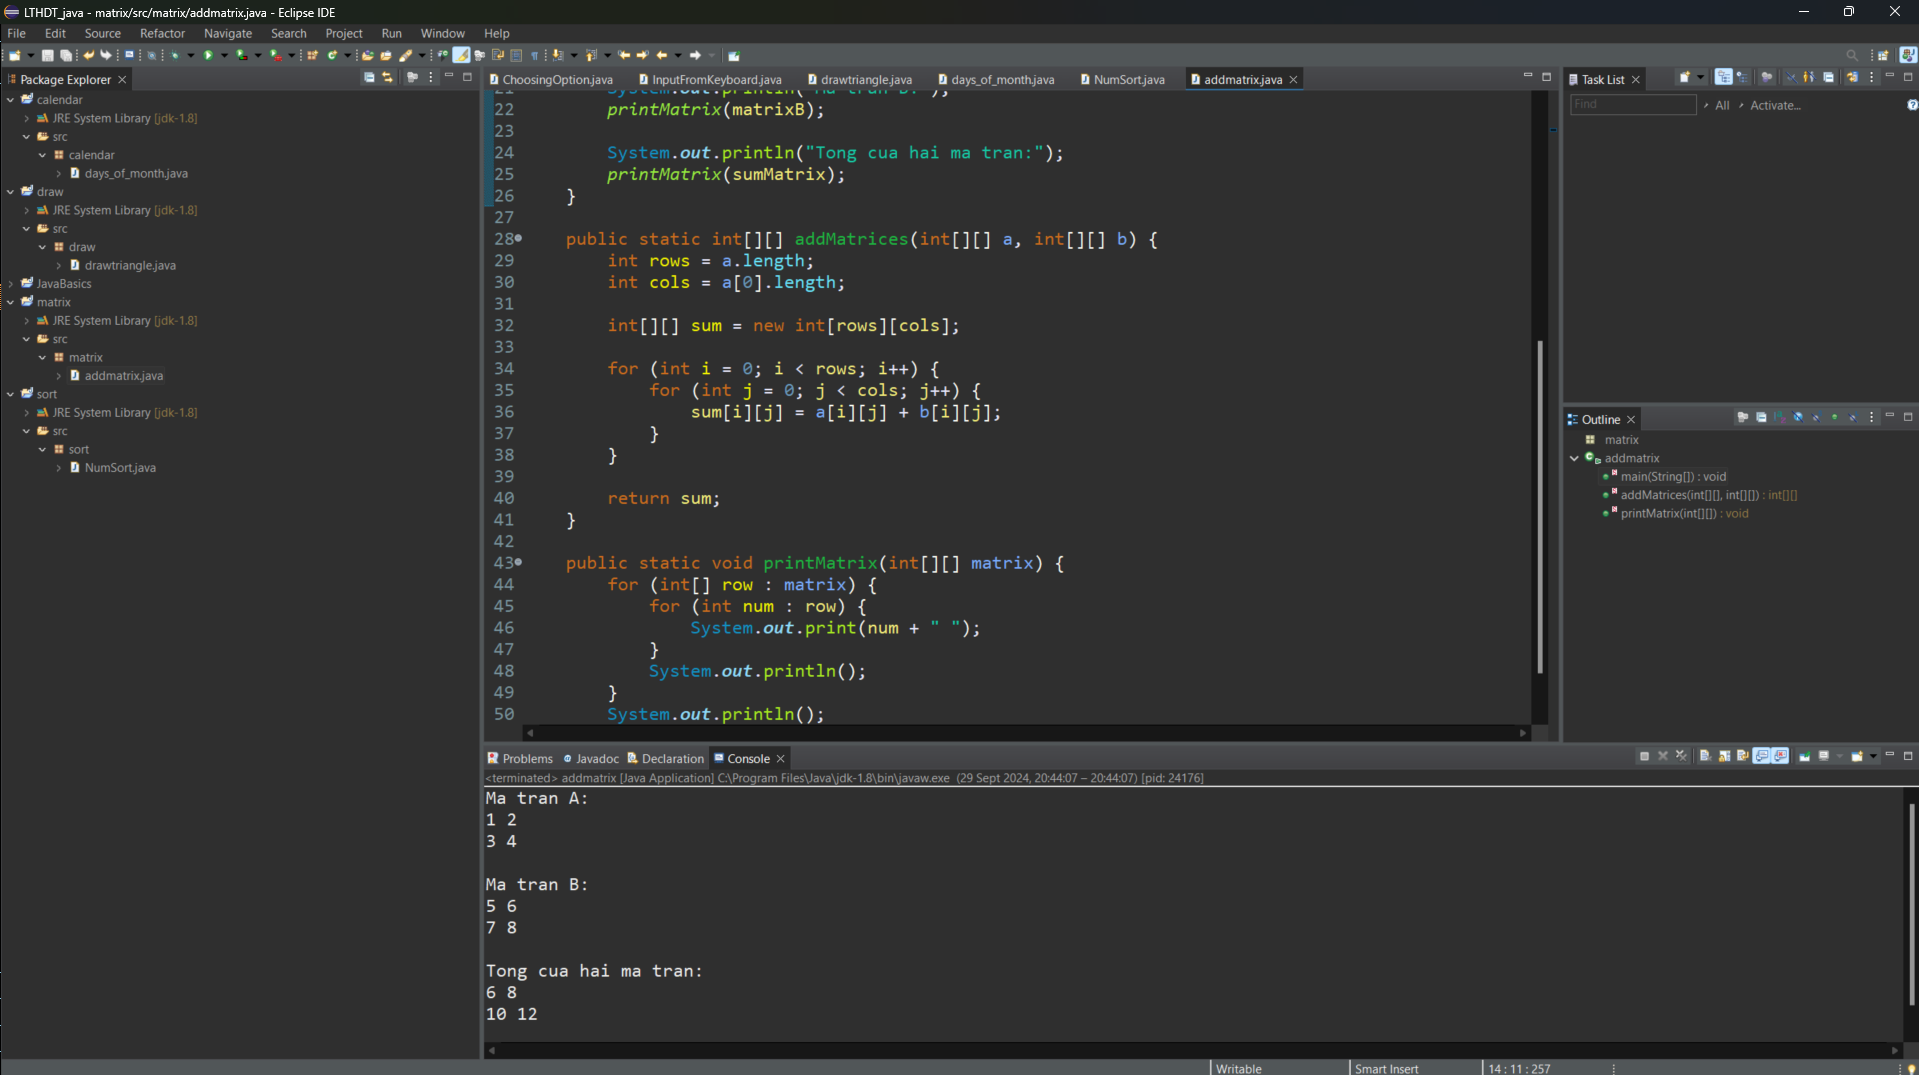 LTHDT_java - matrix/src/matrix/addmatrix.java - Eclipse IDE
File Edit Source Refactor Navigate Search Project Run Window Help
Package Explorer
calendar
JRE System Library [jdk-1.8]
src
calendar
days_of_month.java
draw
JRE System Library [jdk-1.8]
src
draw
drawtriangle.java
JavaBasics
matrix
JRE System Library [jdk-1.8]
src
matrix
addmatrix.java
sort
JRE System Library [jdk-1.8]
src
sort
NumSort.java
ChoosingOption.java InputFromKeyboard.java drawtriangle.java days_of_month.java NumSort.java addmatrix.java
22 printMatrix(matrixB);
23
24 System.out.println("Tong cua hai ma tran:");
25 printMatrix(sumMatrix);
26 }
27
28 public static int[][] addMatrices(int[][] a, int[][] b) {
29 int rows = a.length;
30 int cols = a[0].length;
31
32 int[][] sum = new int[rows][cols];
33
34 for (int i = 0; i < rows; i++) {
35 for (int j = 0; j < cols; j++) {
36 sum[i][j] = a[i][j] + b[i][j];
37 }
38 }
39
40 return sum;
41 }
42
43 public static void printMatrix(int[][] matrix) {
44 for (int[] row : matrix) {
45 for (int num : row) {
46 System.out.print(num + " ");
47 }
48 System.out.println();
49 }
50 System.out.println();
Task List
Find All Activate...
Outline
matrix
addmatrix
main(String[]) : void
addMatrices(int[][], int[][]) : int[][]
printMatrix(int[][]) : void
Problems Javadoc Declaration Console
<terminated> addmatrix [Java Application] C:\Program Files\Java\jdk-1.8\bin\javaw.exe (29 Sept 2024, 20:44:07 – 20:44:07) [pid: 24176]
Ma tran A:
1 2
3 4
Ma tran B:
5 6
7 8
Tong cua hai ma tran:
6 8
10 12
Writable Smart Insert 14 : 11 : 257